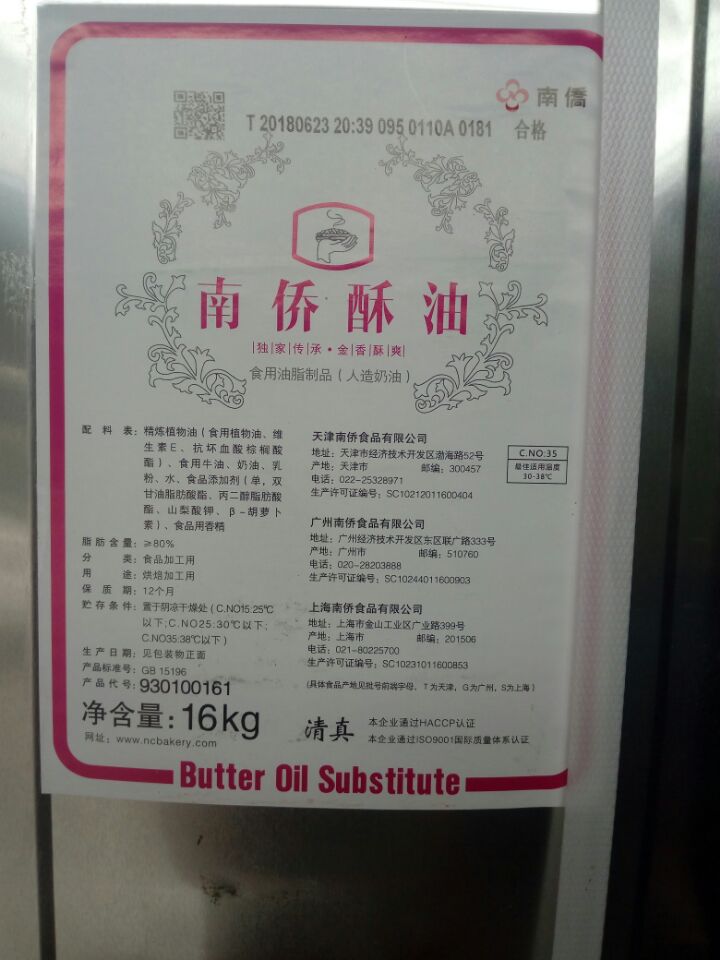 南僑
T 20180623 20:39 095 0110A 0181 合格
南侨酥油
独家传承·金香酥爽
食用油脂制品（人造奶油）
配料表：精炼植物油（食用植物油、维
生素E、抗坏血酸棕榈酸
酯）、食用牛油、奶油、乳
粉、水、食品添加剂（单，双
甘油脂肪酸酯、丙二醇脂肪酸
酯、山梨酸钾、β-胡萝卜
素）、食品用香精
脂肪含量：≥80%
分类：食品加工用
用途：烘焙加工用
保质期：12个月
贮存条件：置于阴凉干燥处（C.NO15:25℃
以下;C.NO25:30℃以下;
C.NO35:38℃以下）
生产日期：见包装物正面
产品标准号：GB 15196
产品代号：930100161
净含量：16kg
网址：www.ncbakery.com
天津南侨食品有限公司
地址：天津市经济技术开发区渤海路52号
产地：天津市 邮编：300457
电话：022-25328971
生产许可证编号：SC10212011600404
广州南侨食品有限公司
地址：广州经济技术开发区东区联广路333号
产地：广州市 邮编：510760
电话：020-28203888
生产许可证编号：SC10244011600903
上海南侨食品有限公司
地址：上海市金山工业区广业路399号
产地：上海市 邮编：201506
电话：021-80225700
生产许可证编号：SC10231011600853
（具体食品产地见批号前端字母，T为天津，G为广州，S为上海）
C.NO:35
最佳适用温度
30-38℃
清真
本企业通过HACCP认证
本企业通过ISO9001国际质量体系认证
Butter Oil Substitute